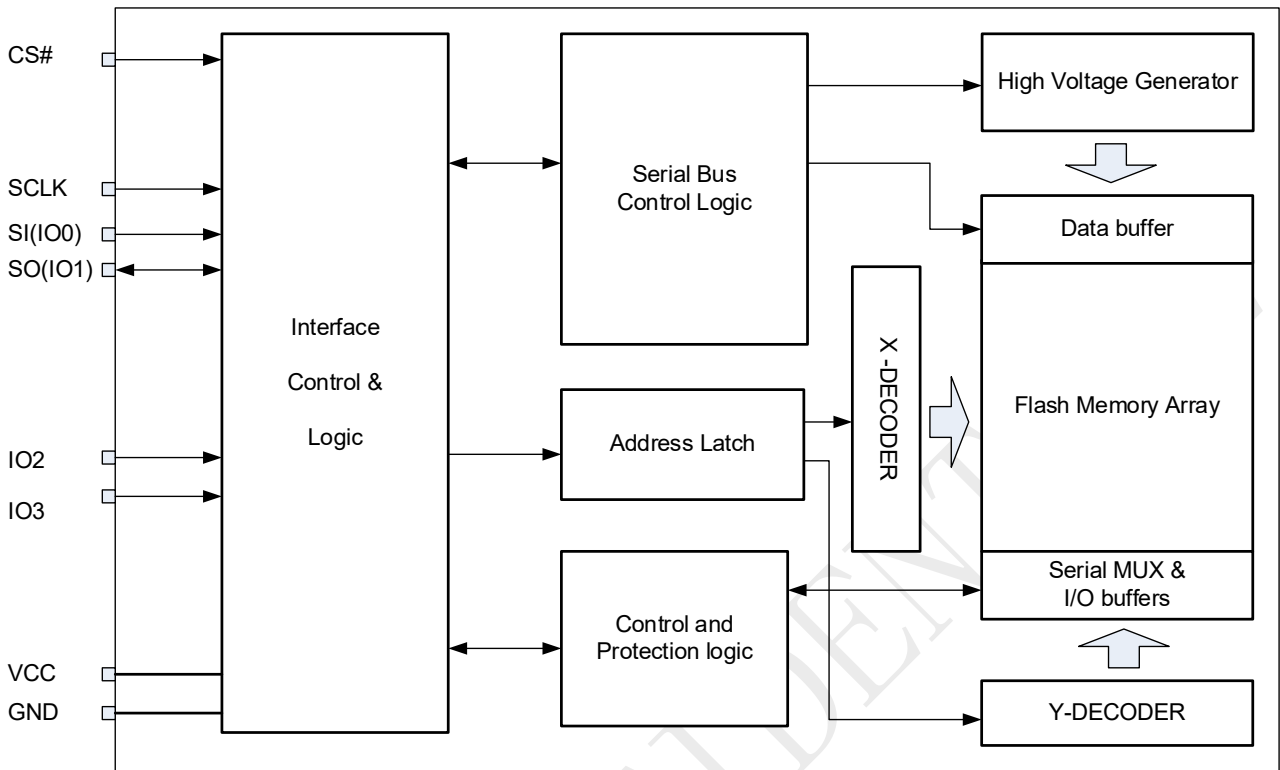 CS#
SCLK
SI(IO0)
SO(IO1)
IO2
IO3
VCC
GND
Interface
Control &
Logic
Serial Bus
Control Logic
Address Latch
Control and
Protection logic
X -DECODER
High Voltage Generator
Data buffer
Flash Memory Array
Serial MUX &
I/O buffers
Y-DECODER